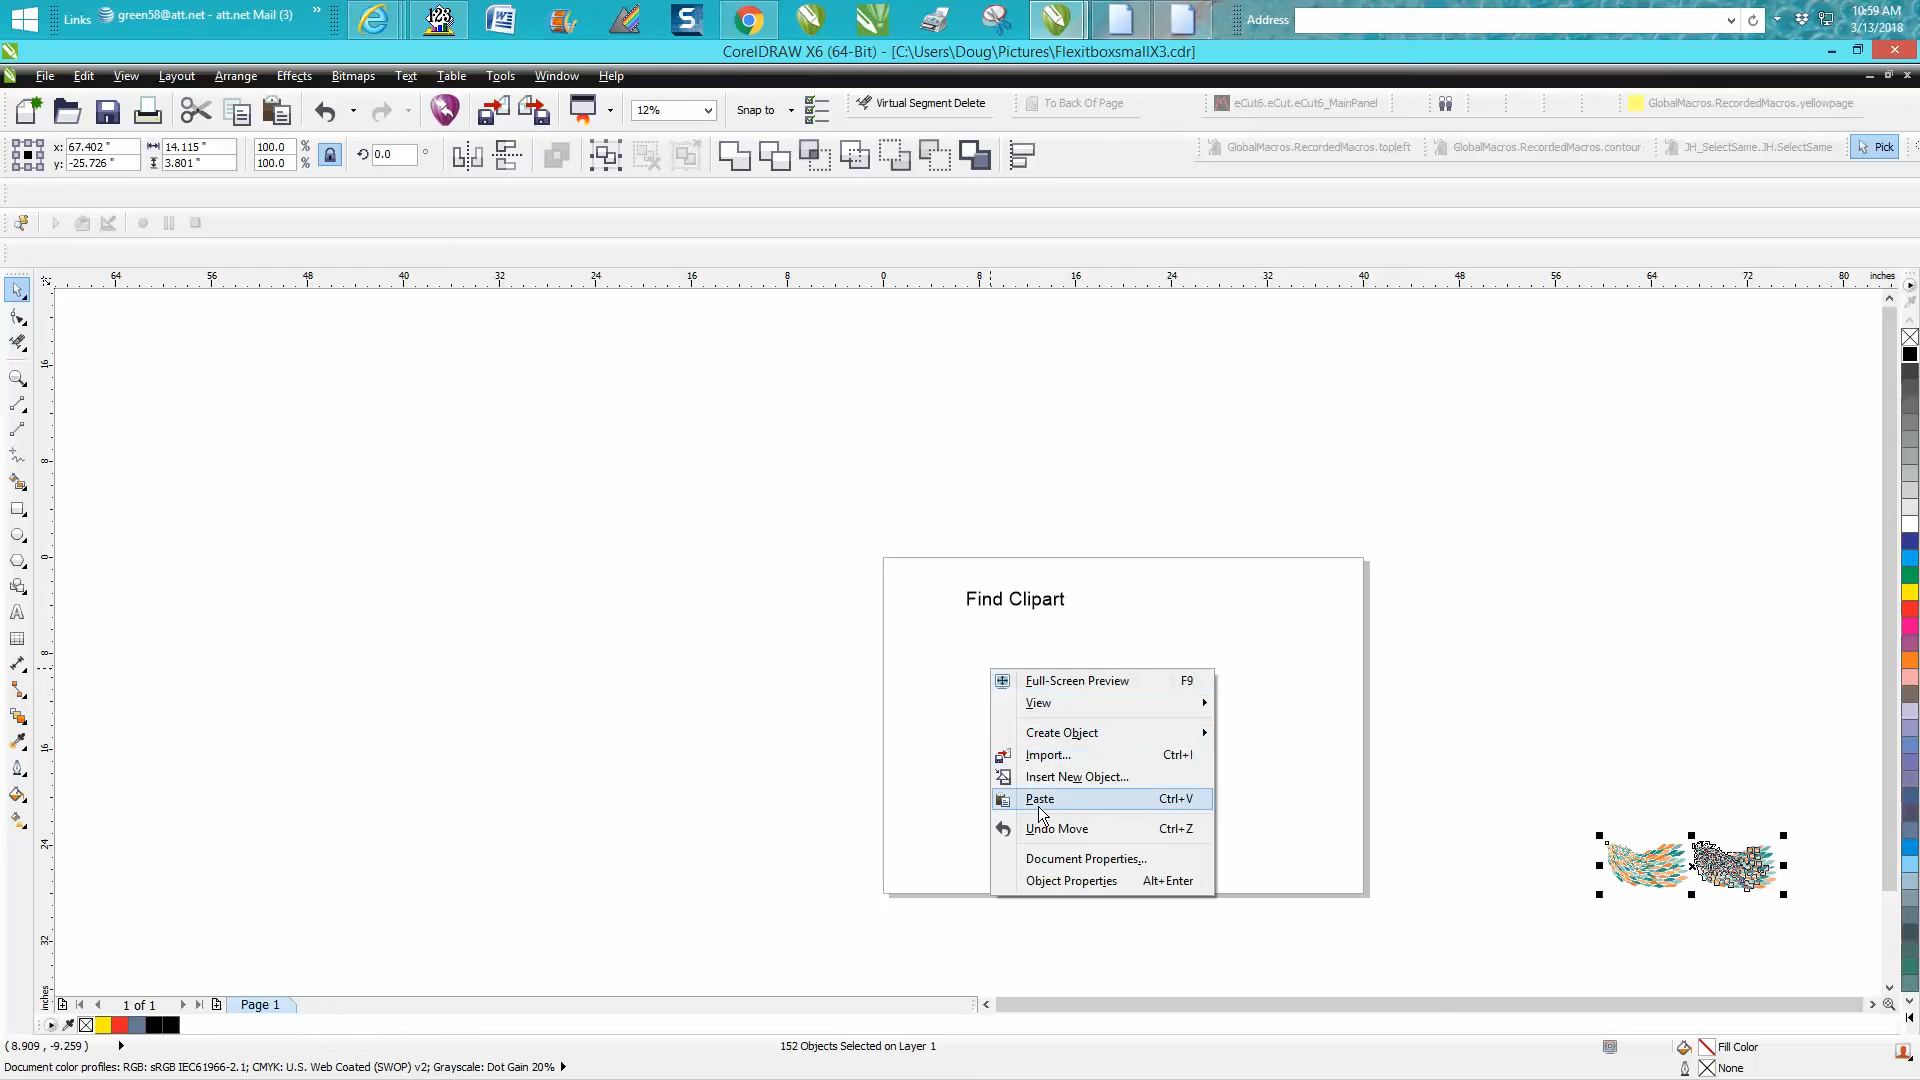 Links green58@att.net - att.net Mail (3) » Address 10:59 AM
3/13/2018
CorelDRAW X6 (64-Bit) - [C:\Users\Doug\Pictures\FlexitboxsmallX3.cdr]
File Edit View Layout Arrange Effects Bitmaps Text Table Tools Window Help
12% Snap to Virtual Segment Delete To Back Of Page eCut6.eCut.eCut6_MainPanel GlobalMacros.RecordedMacros.yellowpage
x: 67.402 " 14.115 " 100.0 % 0.0 ° GlobalMacros.RecordedMacros.topleft GlobalMacros.RecordedMacros.contour JH_SelectSame.JH.SelectSame Pick
y: -25.726 " 3.801 " 100.0 %
64 56 48 40 32 24 16 8 0 8 16 24 32 40 48 56 64 72 80 inches
16
8
0
8
16
24
32
inches
Find Clipart
Full-Screen Preview F9
View
Create Object
Import... Ctrl+I
Insert New Object...
Paste Ctrl+V
Undo Move Ctrl+Z
Document Properties...
Object Properties Alt+Enter
1 of 1 Page 1
( 8.909 , -9.259 ) 152 Objects Selected on Layer 1 Fill Color
Document color profiles: RGB: sRGB IEC61966-2.1; CMYK: U.S. Web Coated (SWOP) v2; Grayscale: Dot Gain 20% None